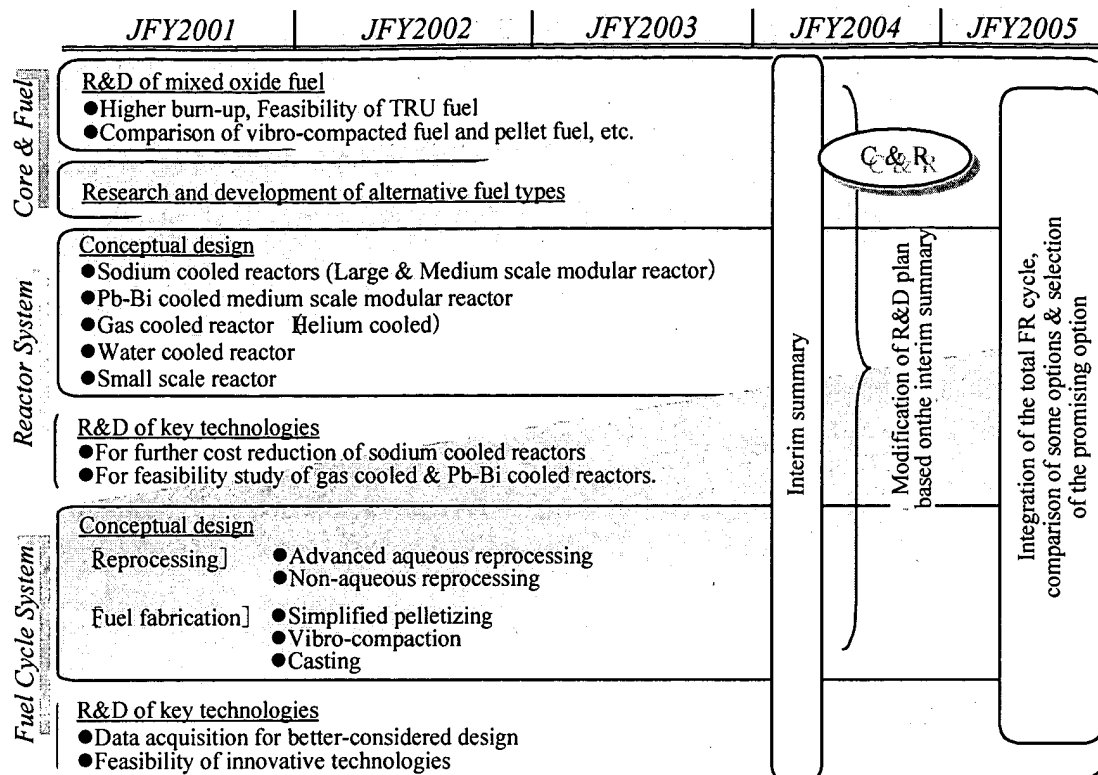 JFY2001 JFY2002 JFY2003 JFY2004 JFY2005
Core & Fuel
R&D of mixed oxide fuel
●Higher burn-up, Feasibility of TRU fuel
●Comparison of vibro-compacted fuel and pellet fuel, etc.
Research and development of alternative fuel types
Reactor System
Conceptual design
●Sodium cooled reactors (Large & Medium scale modular reactor)
●Pb-Bi cooled medium scale modular reactor
●Gas cooled reactor (Helium cooled)
●Water cooled reactor
●Small scale reactor
R&D of key technologies
●For further cost reduction of sodium cooled reactors
●For feasibility study of gas cooled & Pb-Bi cooled reactors.
Fuel Cycle System
Conceptual design
[Reprocessing]
●Advanced aqueous reprocessing
●Non-aqueous reprocessing
[Fuel fabrication]
●Simplified pelletizing
●Vibro-compaction
●Casting
R&D of key technologies
●Data acquisition for better-considered design
●Feasibility of innovative technologies
Interim summary
C & R
Modification of R&D plan
based onthe interim summary
Integration of the total FR cycle,
comparison of some options & selection
of the promising option